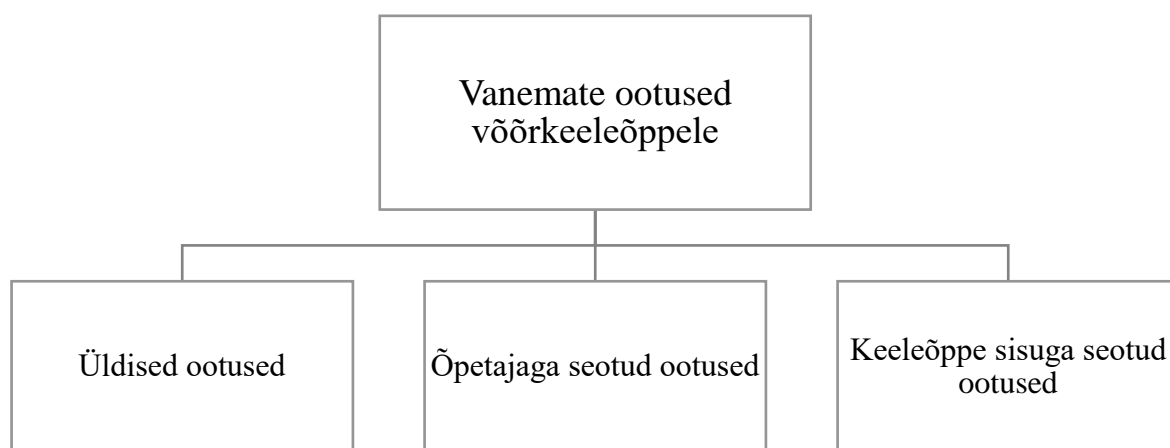 Vanemate ootused
võõrkeeleõppele
Üldised ootused
Õpetajaga seotud ootused
Keeleõppe sisuga seotud
ootused